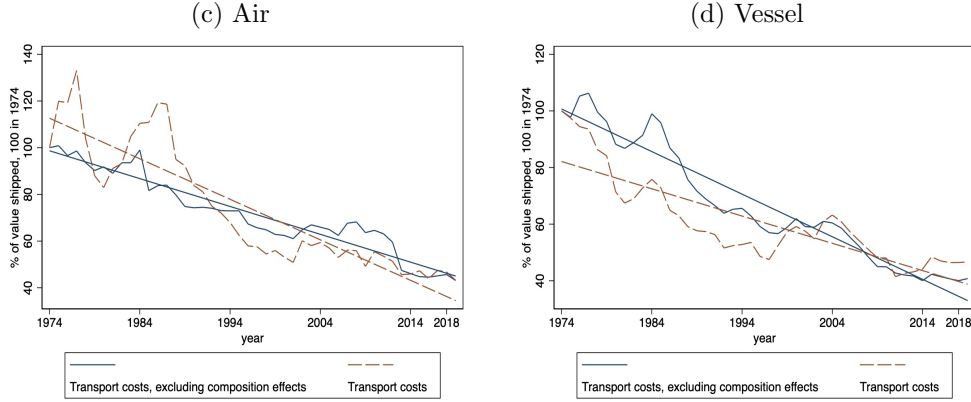 (c) Air
% of value shipped, 100 in 1974
140
120
100
80
60
40
1974 1984 1994 2004 2014 2018
year
Transport costs, excluding composition effects Transport costs
(d) Vessel
% of value shipped, 100 in 1974
120
100
80
60
40
1974 1984 1994 2004 2014 2018
year
Transport costs, excluding composition effects Transport costs